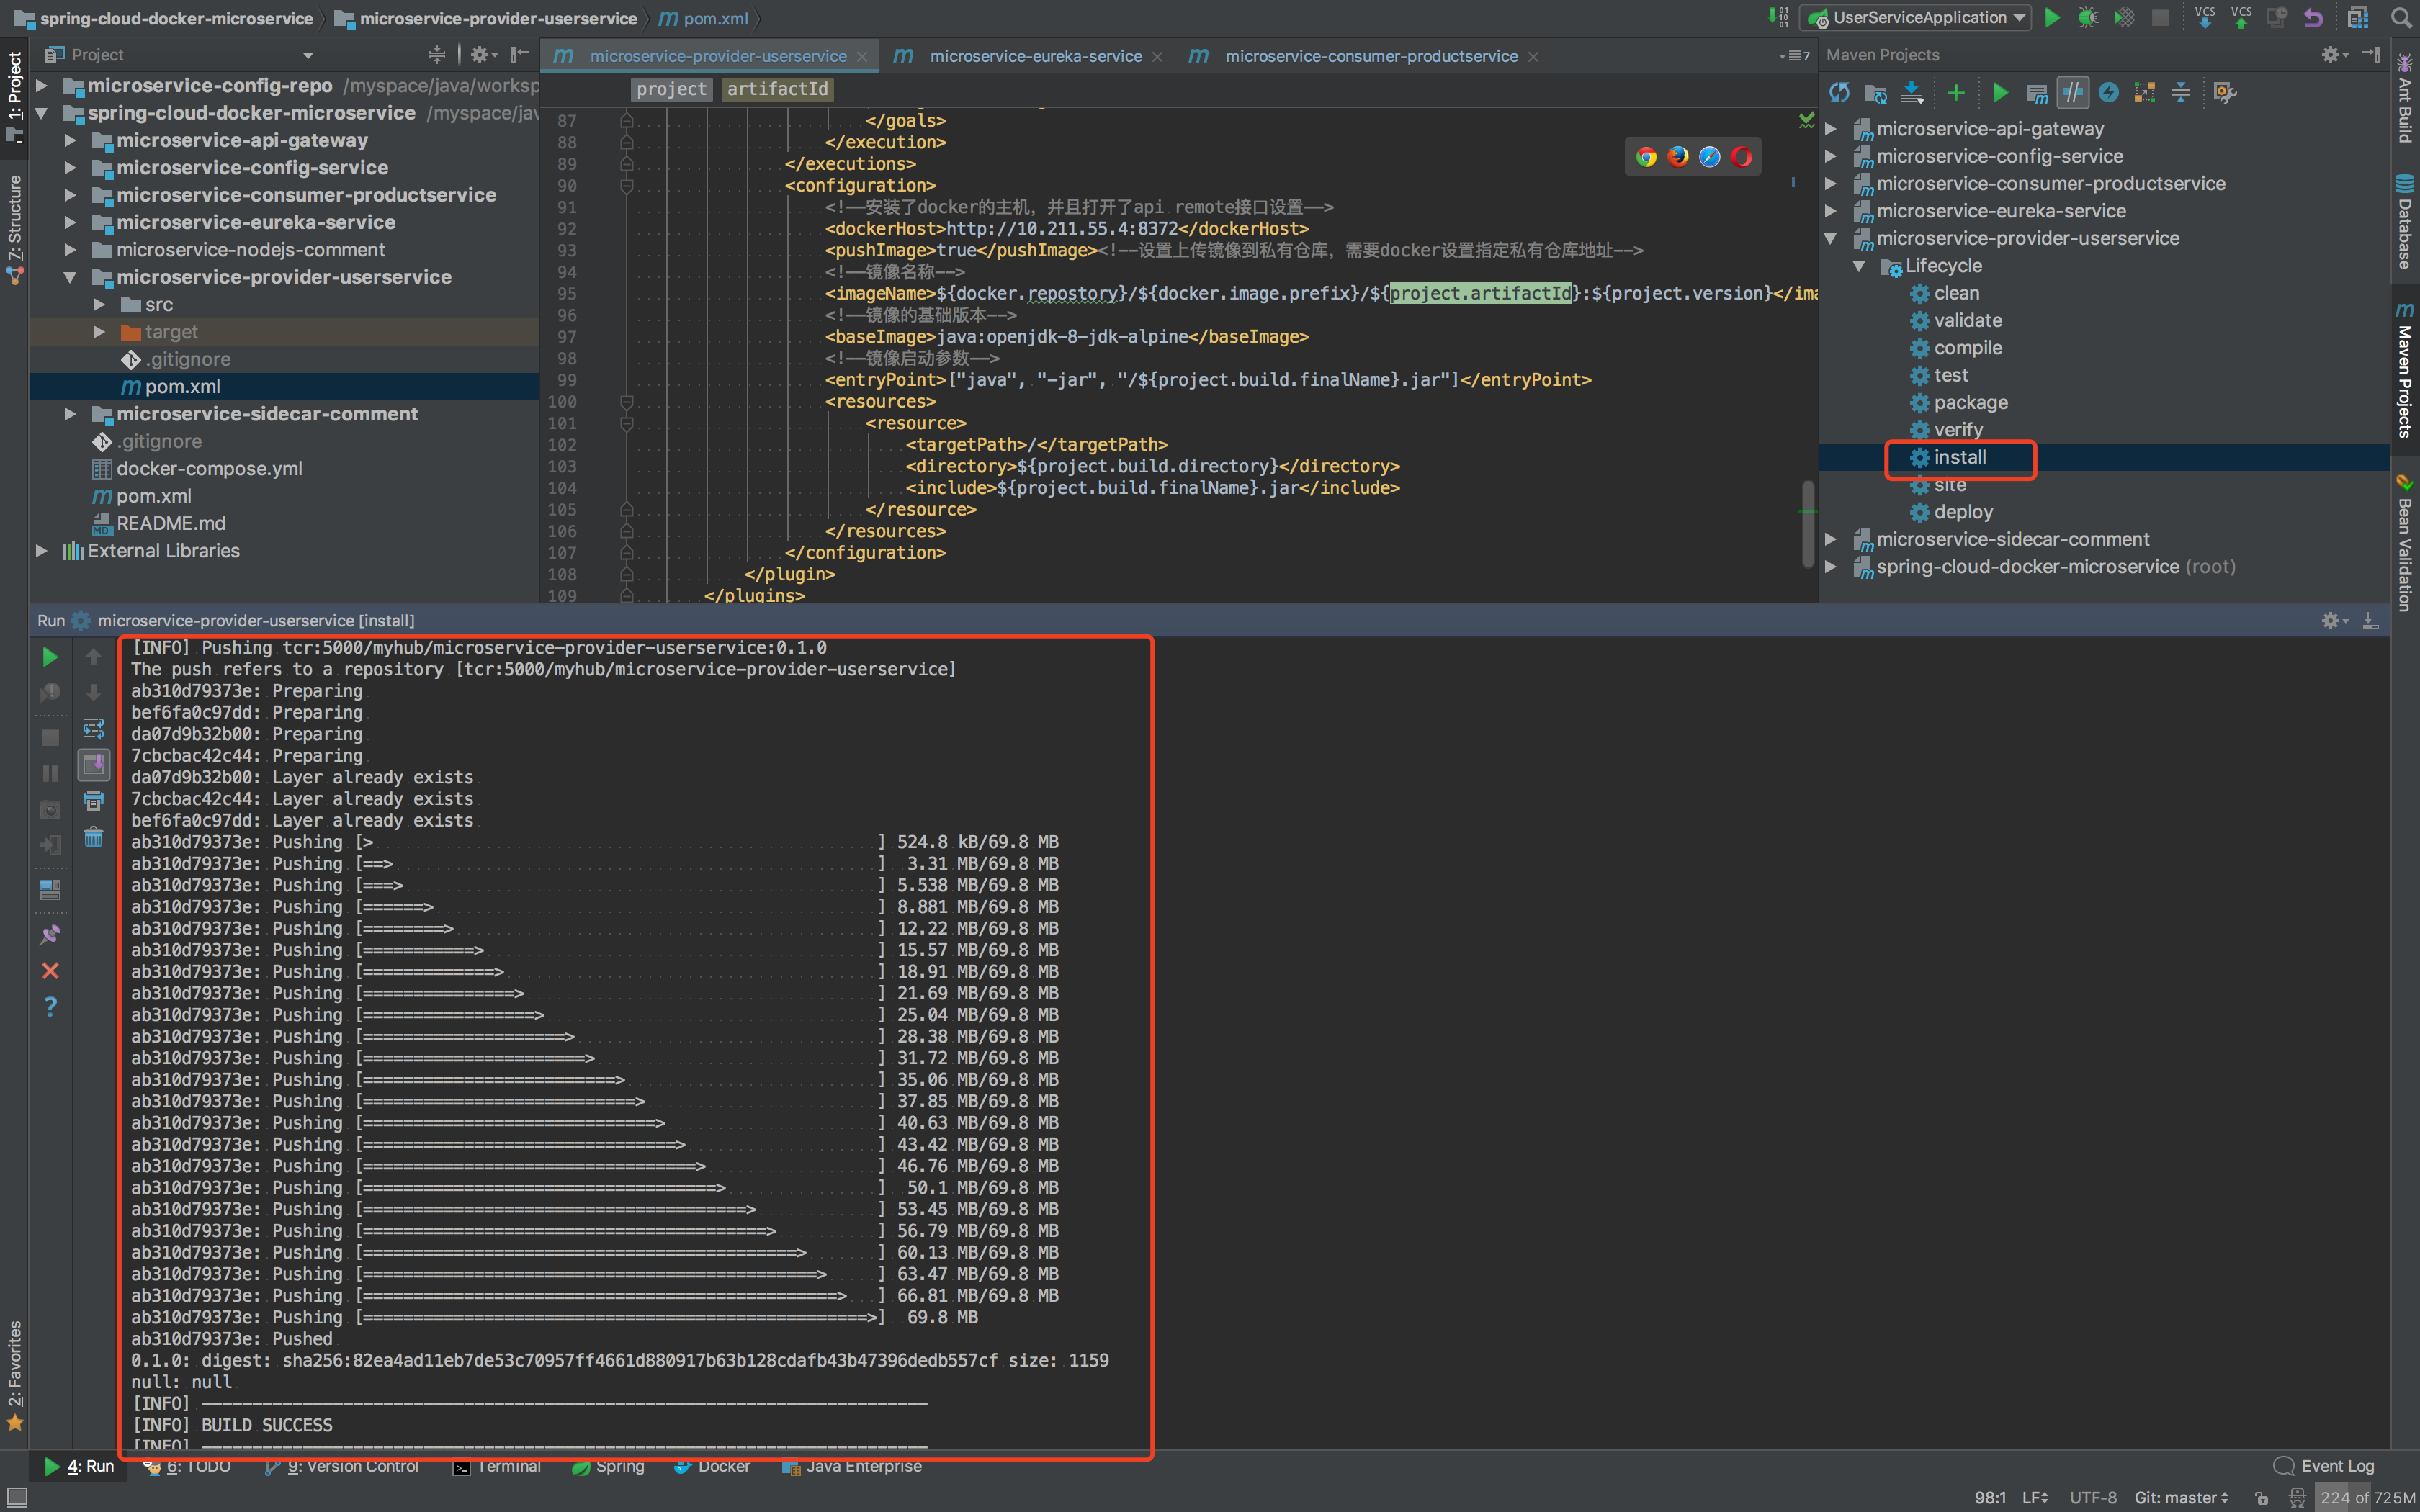 spring-cloud-docker-microservice microservice-provider-userservice pom.xml UserServiceApplication VCS VCS
Project
microservice-provider-userservice microservice-eureka-service microservice-consumer-productservice 7
Maven Projects
project artifactId
1: Project
7: Structure
2: Favorites
microservice-config-repo /myspace/java/worksp
spring-cloud-docker-microservice /myspace/jav
microservice-api-gateway
microservice-config-service
microservice-consumer-productservice
microservice-eureka-service
microservice-nodejs-comment
microservice-provider-userservice
src
target
.gitignore
pom.xml
microservice-sidecar-comment
.gitignore
docker-compose.yml
pom.xml
README.md
External Libraries
87 </goals>
88 </execution>
89 </executions>
90 <configuration>
91 <!--安装了docker的主机，并且打开了api remote接口设置-->
92 <dockerHost>http://10.211.55.4:8372</dockerHost>
93 <pushImage>true</pushImage><!--设置上传镜像到私有仓库，需要docker设置指定私有仓库地址-->
94 <!--镜像名称-->
95 <imageName>${docker.repostory}/${docker.image.prefix}/${project.artifactId}:${project.version}</ima
96 <!--镜像的基础版本-->
97 <baseImage>java:openjdk-8-jdk-alpine</baseImage>
98 <!--镜像启动参数-->
99 <entryPoint>["java", "-jar", "/${project.build.finalName}.jar"]</entryPoint>
100 <resources>
101 <resource>
102 <targetPath>/</targetPath>
103 <directory>${project.build.directory}</directory>
104 <include>${project.build.finalName}.jar</include>
105 </resource>
106 </resources>
107 </configuration>
108 </plugin>
109 </plugins>
microservice-api-gateway
microservice-config-service
microservice-consumer-productservice
microservice-eureka-service
microservice-provider-userservice
Lifecycle
clean
validate
compile
test
package
verify
install
site
deploy
microservice-sidecar-comment
spring-cloud-docker-microservice (root)
Ant Build
Database
Maven Projects
Bean Validation
Run microservice-provider-userservice [install]
[INFO] Pushing tcr:5000/myhub/microservice-provider-userservice:0.1.0
The push refers to a repository [tcr:5000/myhub/microservice-provider-userservice]
ab310d79373e: Preparing
bef6fa0c97dd: Preparing
da07d9b32b00: Preparing
7cbcbac42c44: Preparing
da07d9b32b00: Layer already exists
7cbcbac42c44: Layer already exists
bef6fa0c97dd: Layer already exists
ab310d79373e: Pushing [> ] 524.8 kB/69.8 MB
ab310d79373e: Pushing [==> ] 3.31 MB/69.8 MB
ab310d79373e: Pushing [===> ] 5.538 MB/69.8 MB
ab310d79373e: Pushing [======> ] 8.881 MB/69.8 MB
ab310d79373e: Pushing [========> ] 12.22 MB/69.8 MB
ab310d79373e: Pushing [===========> ] 15.57 MB/69.8 MB
ab310d79373e: Pushing [=============> ] 18.91 MB/69.8 MB
ab310d79373e: Pushing [===============> ] 21.69 MB/69.8 MB
ab310d79373e: Pushing [=================> ] 25.04 MB/69.8 MB
ab310d79373e: Pushing [====================> ] 28.38 MB/69.8 MB
ab310d79373e: Pushing [======================> ] 31.72 MB/69.8 MB
ab310d79373e: Pushing [=========================> ] 35.06 MB/69.8 MB
ab310d79373e: Pushing [===========================> ] 37.85 MB/69.8 MB
ab310d79373e: Pushing [=============================> ] 40.63 MB/69.8 MB
ab310d79373e: Pushing [===============================> ] 43.42 MB/69.8 MB
ab310d79373e: Pushing [=================================> ] 46.76 MB/69.8 MB
ab310d79373e: Pushing [===================================> ] 50.1 MB/69.8 MB
ab310d79373e: Pushing [======================================> ] 53.45 MB/69.8 MB
ab310d79373e: Pushing [========================================> ] 56.79 MB/69.8 MB
ab310d79373e: Pushing [===========================================> ] 60.13 MB/69.8 MB
ab310d79373e: Pushing [=============================================> ] 63.47 MB/69.8 MB
ab310d79373e: Pushing [===============================================> ] 66.81 MB/69.8 MB
ab310d79373e: Pushing [==================================================>] 69.8 MB
ab310d79373e: Pushed
0.1.0: digest: sha256:82ea4ad11eb7de53c70957ff4661d880917b63b128cdafb43b47396dedb557cf size: 1159
null: null
[INFO] ------------------------------------------------------------------------
[INFO] BUILD SUCCESS
[INFO] ------------------------------------------------------------------------
4: Run 6: TODO 9: Version Control Terminal Spring Docker Java Enterprise Event Log
98:1 LF UTF-8 Git: master 224 of 725M